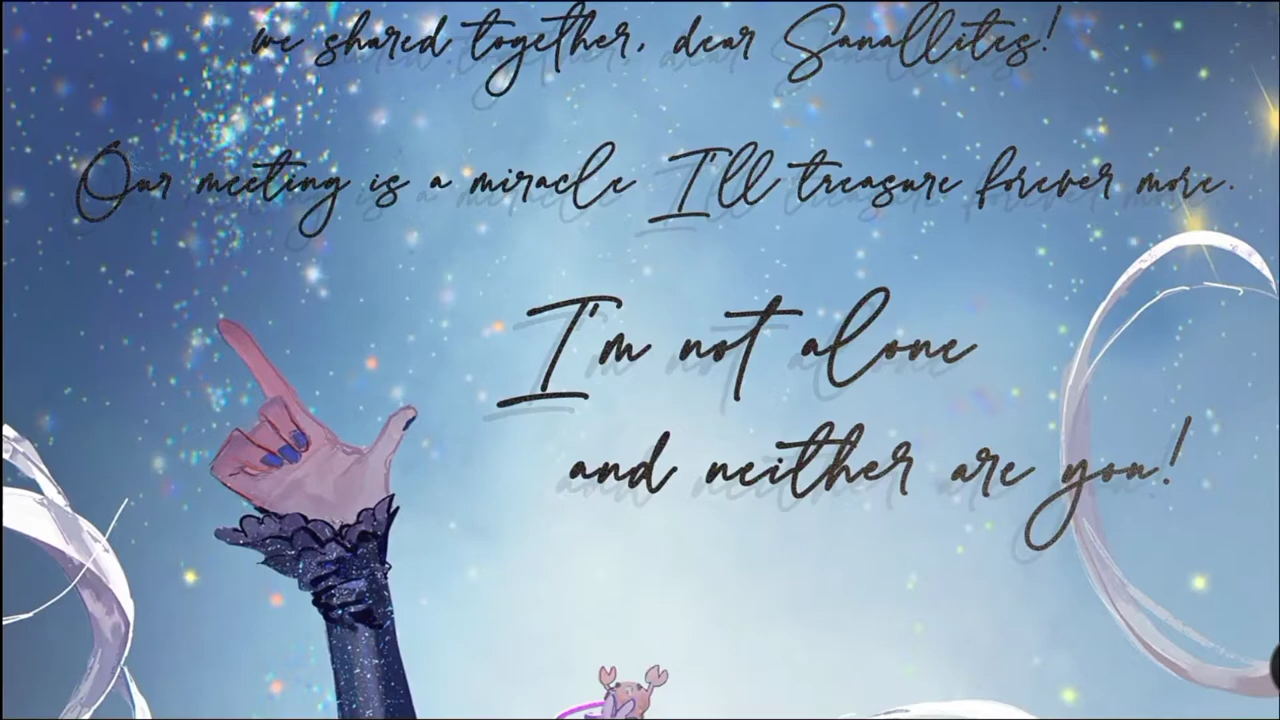 we shared together, dear Sanallites!
Our meeting is a miracle I'll treasure forever more.
I'm not alone
and neither are you!